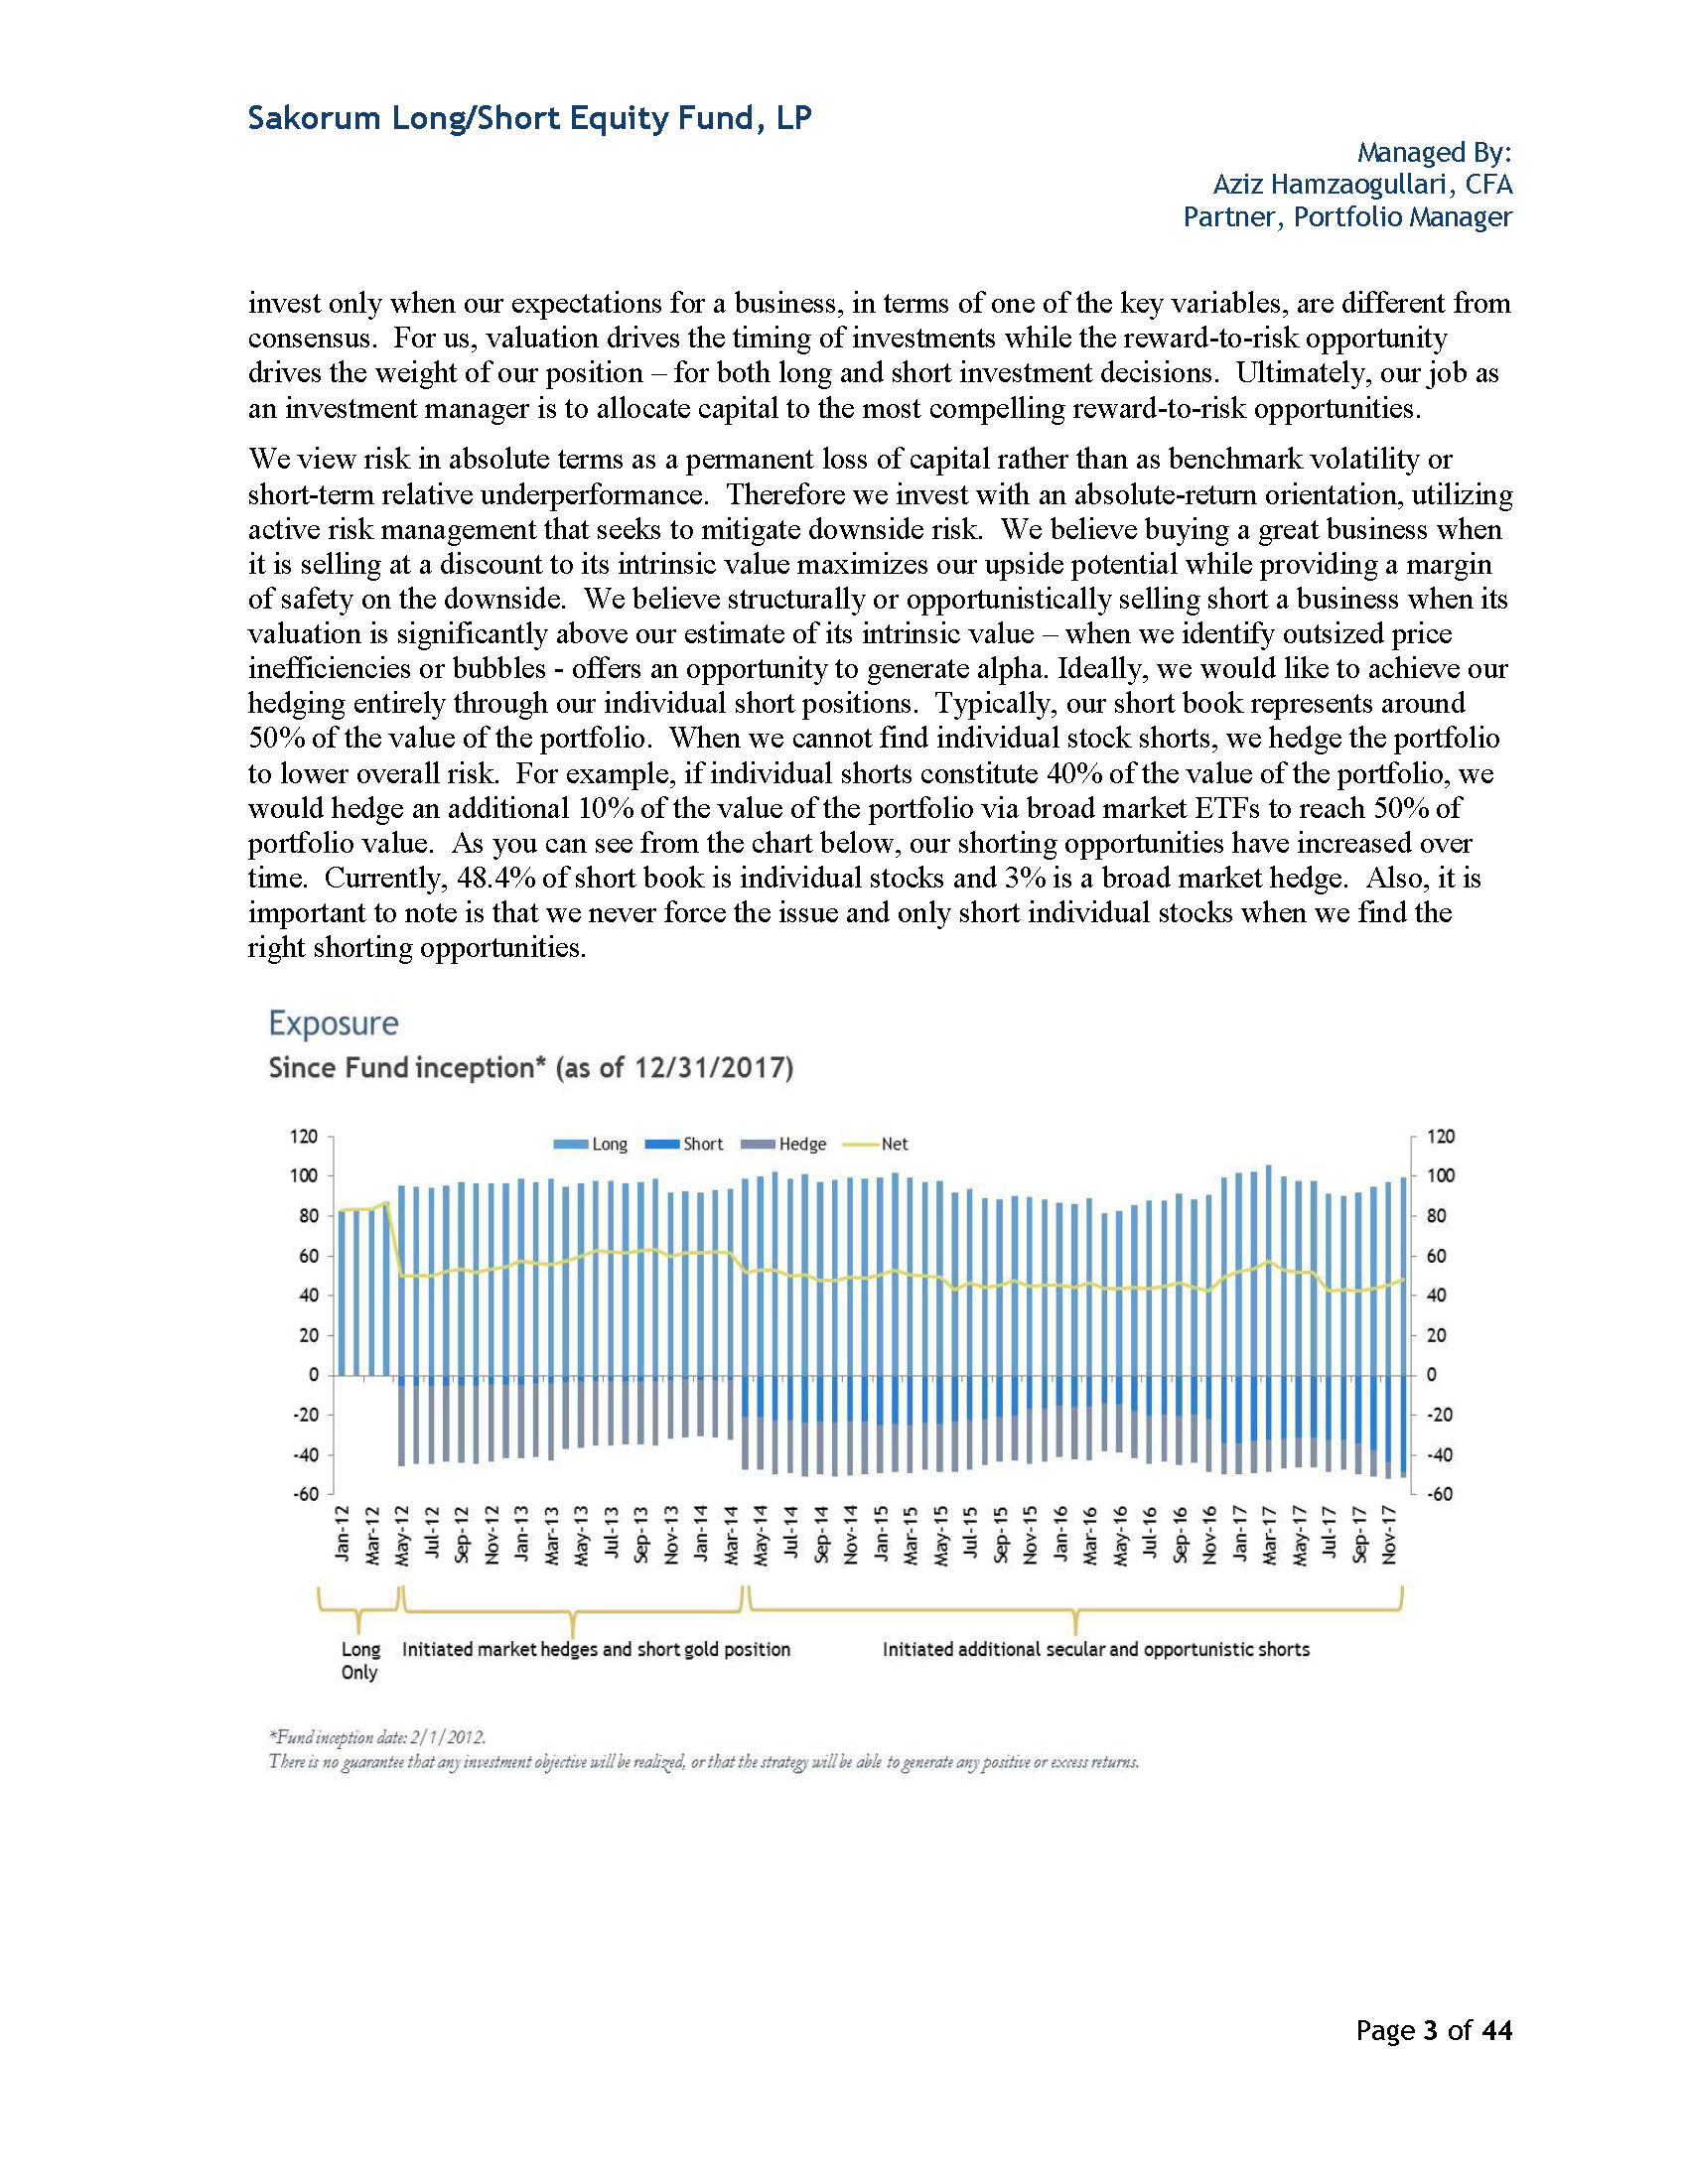 Sakorum Long/Short Equity Fund, LP
Managed By:
Aziz Hamzaogullari, CFA
Partner, Portfolio Manager
invest only when our expectations for a business, in terms of one of the key variables, are different from
consensus.  For us, valuation drives the timing of investments while the reward-to-risk opportunity
drives the weight of our position – for both long and short investment decisions.  Ultimately, our job as
an investment manager is to allocate capital to the most compelling reward-to-risk opportunities.
We view risk in absolute terms as a permanent loss of capital rather than as benchmark volatility or
short-term relative underperformance.  Therefore we invest with an absolute-return orientation, utilizing
active risk management that seeks to mitigate downside risk.  We believe buying a great business when
it is selling at a discount to its intrinsic value maximizes our upside potential while providing a margin
of safety on the downside.  We believe structurally or opportunistically selling short a business when its
valuation is significantly above our estimate of its intrinsic value – when we identify outsized price
inefficiencies or bubbles - offers an opportunity to generate alpha. Ideally, we would like to achieve our
hedging entirely through our individual short positions.  Typically, our short book represents around
50% of the value of the portfolio.  When we cannot find individual stock shorts, we hedge the portfolio
to lower overall risk.  For example, if individual shorts constitute 40% of the value of the portfolio, we
would hedge an additional 10% of the value of the portfolio via broad market ETFs to reach 50% of
portfolio value.  As you can see from the chart below, our shorting opportunities have increased over
time.  Currently, 48.4% of short book is individual stocks and 3% is a broad market hedge.  Also, it is
important to note is that we never force the issue and only short individual stocks when we find the
right shorting opportunities.
Exposure
Since Fund inception* (as of 12/31/2017)
Long Short Hedge Net
120 120
100 100
80 80
60 60
40 40
20 20
0 0
-20 -20
-40 -40
-60 -60
Jan-12 Mar-12 May-12 Jul-12 Sep-12 Nov-12 Jan-13 Mar-13 May-13 Jul-13 Sep-13 Nov-13 Jan-14 Mar-14 May-14 Jul-14 Sep-14 Nov-14 Jan-15 Mar-15 May-15 Jul-15 Sep-15 Nov-15 Jan-16 Mar-16 May-16 Jul-16 Sep-16 Nov-16 Jan-17 Mar-17 May-17 Jul-17 Sep-17 Nov-17
Long Only
Initiated market hedges and short gold position
Initiated additional secular and opportunistic shorts
*Fund inception date: 2/1/2012.
There is no guarantee that any investment objective will be realized, or that the strategy will be able to generate any positive or excess returns.
Page 3 of 44